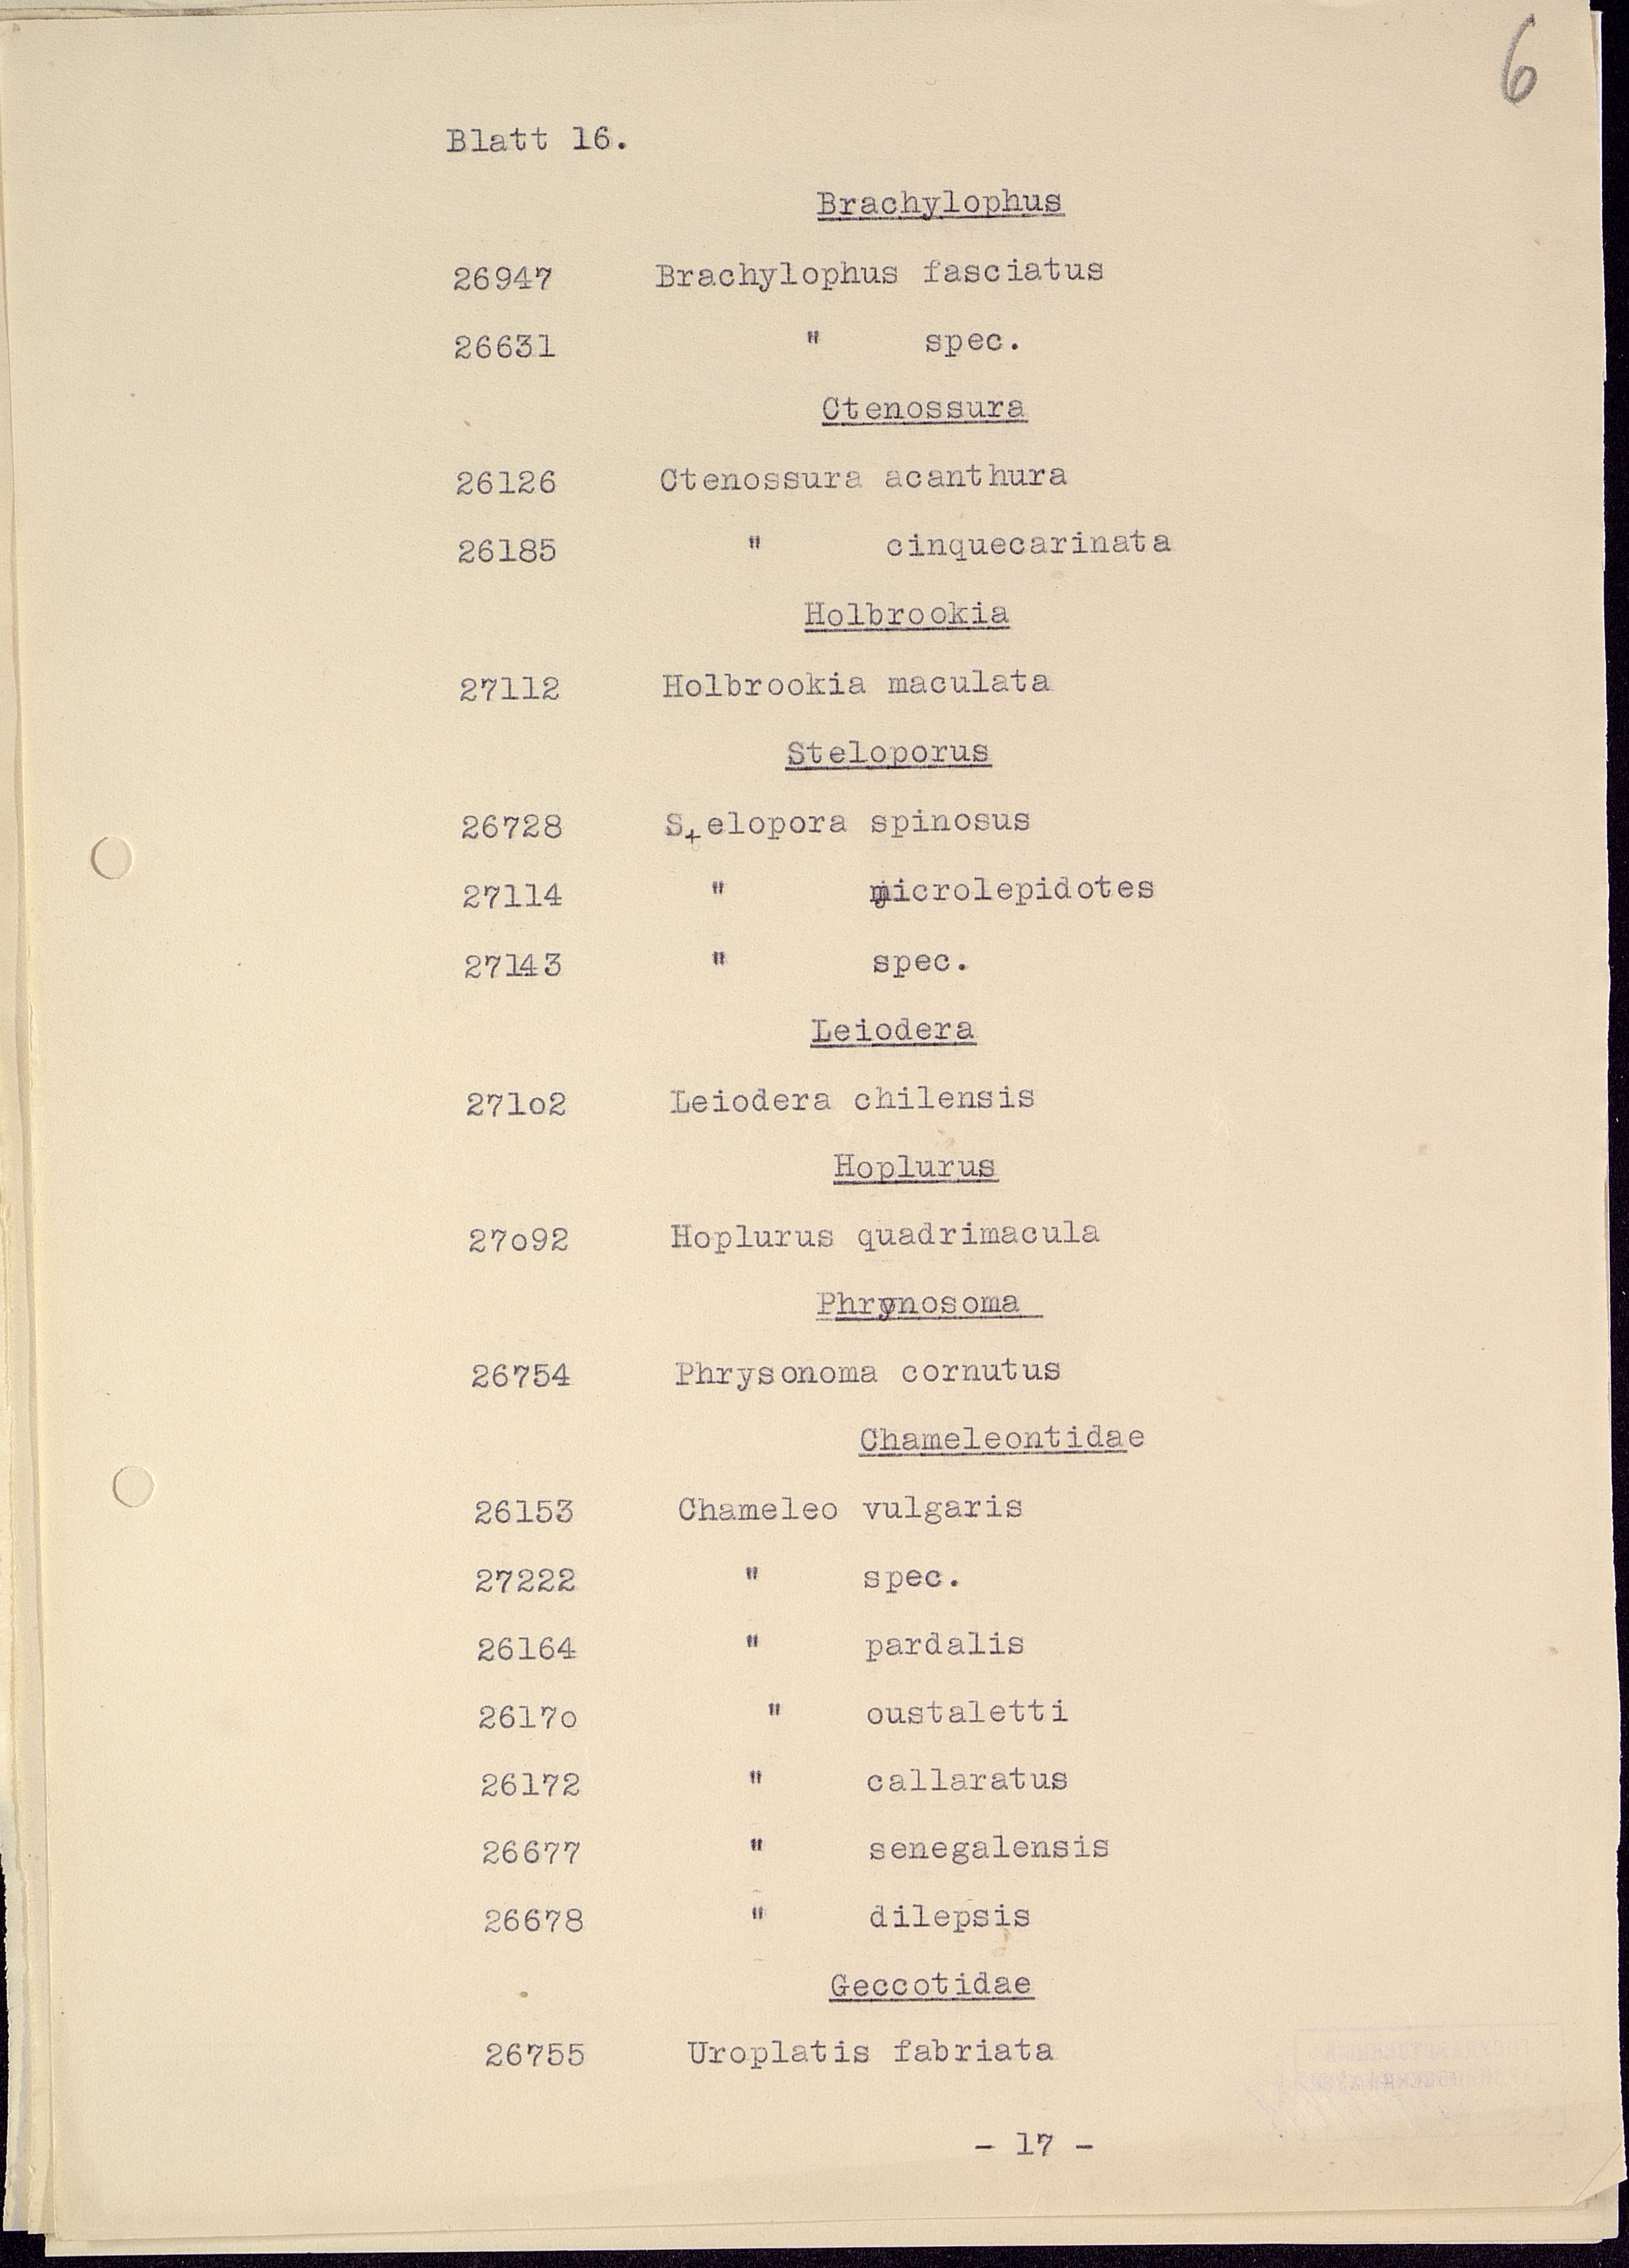 6
Blatt 16.
Brachylophus
26947 Brachylophus fasciatus
26631 " spec.
Ctenossura
26126 Ctenossura acanthura
26185 " cinquecarinata
Holbrookia
27112 Holbrookia maculata
Steloporus
26728 Stelopora spinosus
27114 " microlepidotes
27143 " spec.
Leiodera
271o2 Leiodera chilensis
Hoplurus
27o92 Hoplurus quadrimacula
Phrynosoma
26754 Phrysonoma cornutus
Chameleontidae
26153 Chameleo vulgaris
27222 " spec.
26164 " pardalis
2617o " oustaletti
26172 " callaratus
26677 " senegalensis
26678 " dilepsis
Geccotidae
26755 Uroplatis fabriata
- 17 -